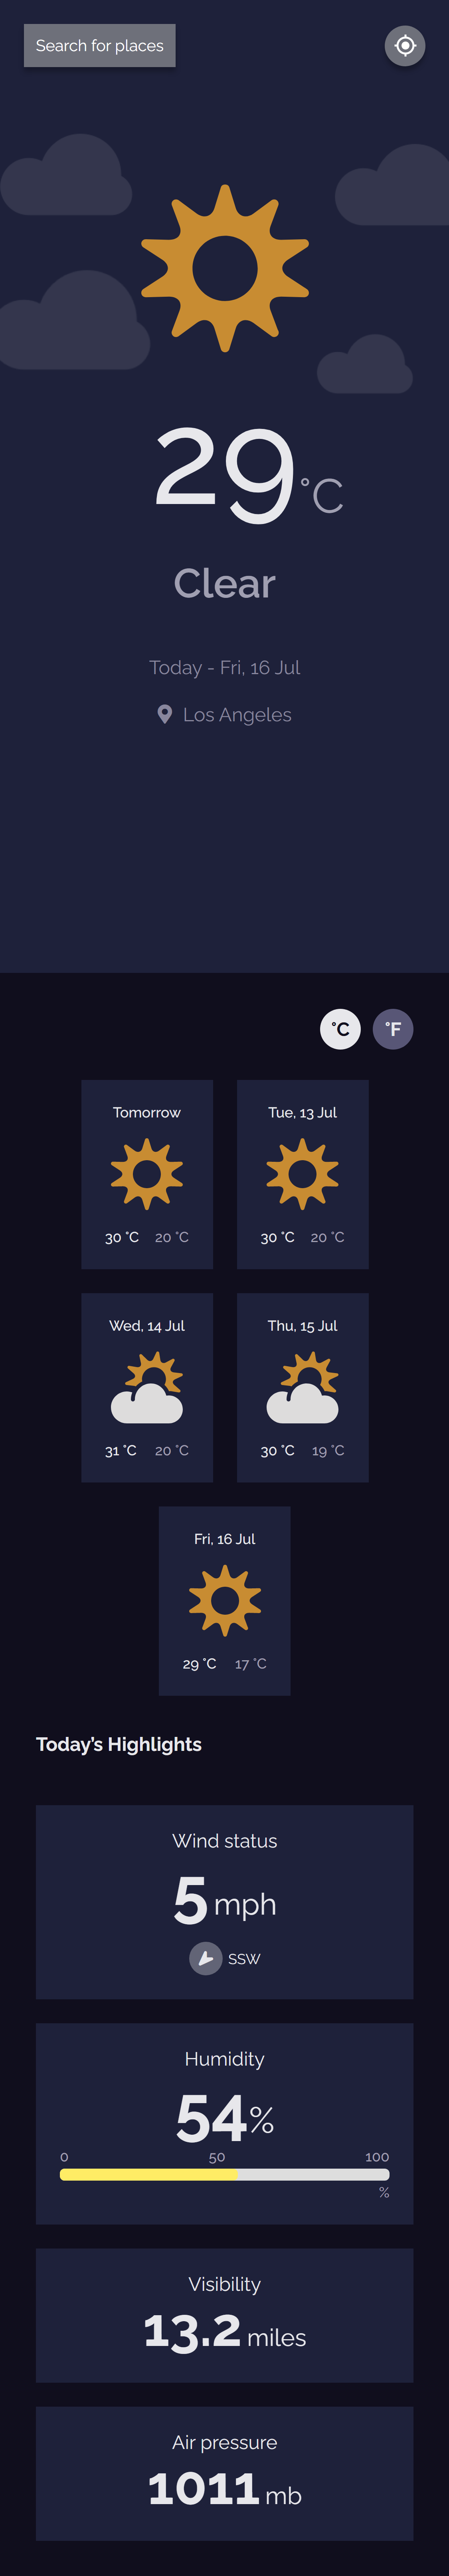 Search for places
29°C
Clear
Today - Fri, 16 Jul
Los Angeles
°C °F
Tomorrow
30 °C 20 °C
Tue, 13 Jul
30 °C 20 °C
Wed, 14 Jul
31 °C 20 °C
Thu, 15 Jul
30 °C 19 °C
Fri, 16 Jul
29 °C 17 °C
Today's Highlights
Wind status
5 mph
SSW
Humidity
54%
0 50 100
%
Visibility
13.2 miles
Air pressure
1011 mb